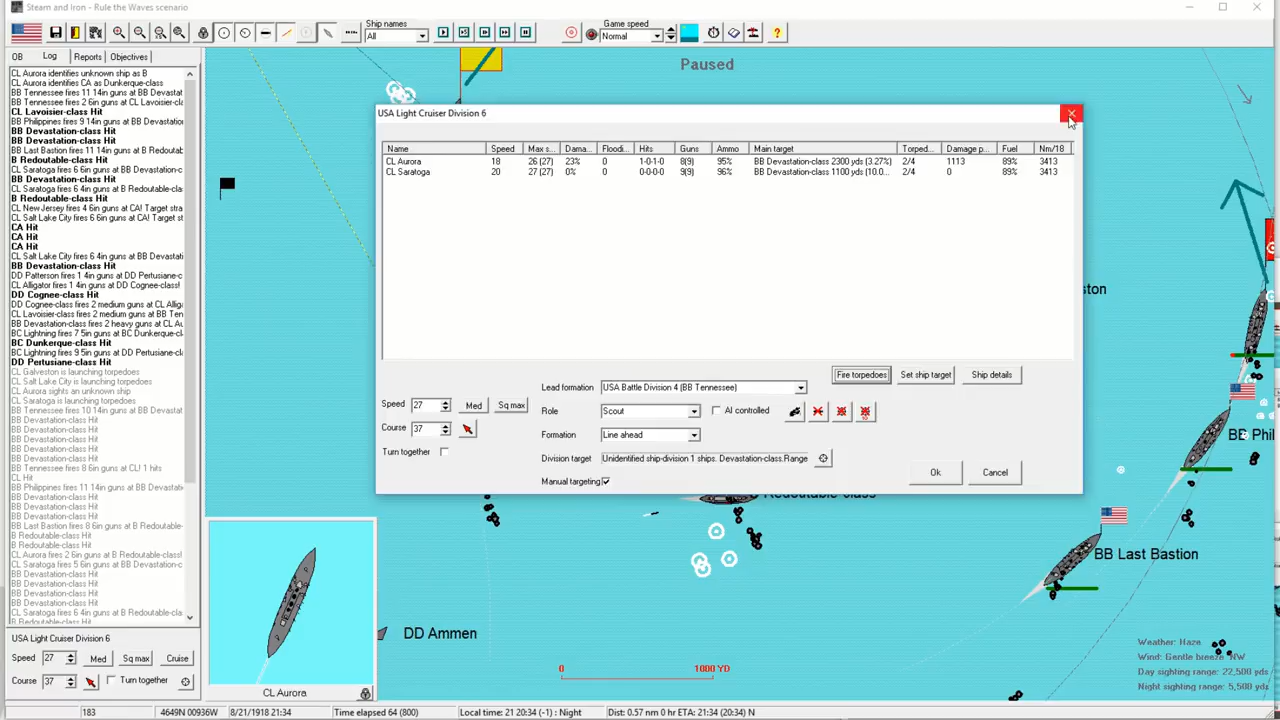 Steam and Iron - Rule the Waves scenario
Ship names
All
Game speed
Normal
OB Log Reports Objectives
Paused
CL Aurora identifies unknown ship as B
CL Aurora identifies CA as Dunkerque-class
BB Tennessee fires 11 14in guns at BB Devastat
BB Tennessee fires 2 6in guns at CL Lavoisier-cl
CL Lavoisier-class Hit
BB Philippines fires 9 14in guns at BB Devastati
BB Devastation-class Hit
BB Devastation-class Hit
BB Last Bastion fires 11 14in guns at BB Devast
B Redoutable-class Hit
CL Saratoga fires 6 6in guns at BB Devastation-
BB Devastation-class Hit
CL Saratoga fires 6 4in guns at B Redoutable-cl
B Redoutable-class Hit
CL New Jersey fires 4 6in guns at CA! Target stra
CL Salt Lake City fires 6 6in guns at CA! Target s
CA Hit
CA Hit
CA Hit
CL Salt Lake City fires 6 4in guns at BB Devasta
BB Devastation-class Hit
DD Patterson fires 1 4in guns at DD Pertusiane-c
CL Alligator fires 1 4in guns at DD Cognee-class!
DD Cognee-class Hit
DD Cognee-class fires 2 medium guns at CL Allig
CL Lavoisier-class fires 2 medium guns at BB Ten
BB Devastation-class fires 2 heavy guns at CL Au
BC Lightning fires 7 5in guns at BC Dunkerque-cl
BC Dunkerque-class Hit
BC Lightning fires 9 5in guns at DD Pertusiane-cl
DD Pertusiane-class Hit
CL Galveston is launching torpedoes
CL Salt Lake City is launching torpedoes
CL Aurora sights an unknown ship
CL Saratoga is launching torpedoes
BB Tennessee fires 10 14in guns at BB Devastat
BB Devastation-class Hit
BB Devastation-class Hit
BB Devastation-class Hit
BB Devastation-class Hit
BB Tennessee fires 8 6in guns at CL! 1 hits
CL Hit
BB Philippines fires 11 14in guns at BB Devastat
BB Devastation-class Hit
BB Devastation-class Hit
BB Devastation-class Hit
BB Devastation-class Hit
BB Last Bastion fires 8 6in guns at B Redoutable
B Redoutable-class Hit
B Redoutable-class Hit
CL Aurora fires 2 6in guns at B Redoutable-class!
CL Saratoga fires 5 6in guns at BB Devastation-c
BB Devastation-class Hit
BB Devastation-class Hit
BB Devastation-class Hit
BB Devastation-class Hit
CL Saratoga fires 6 4in guns at B Redoutable-cla
B Redoutable-class Hit
USA Light Cruiser Division 6
Speed 27 Med Sq max Cruise
Course 37 Turn together
USA Light Cruiser Division 6
Name Speed Max s... Dama... Floodi... Hits Guns Ammo Main target Torped... Damage p... Fuel Nm/18
CL Aurora 18 26 (27) 23% 0 1-0-1-0 8(9) 95% BB Devastation-class 2300 yds (3.27%) 2/4 1113 89% 3413
CL Saratoga 20 27 (27) 0% 0 0-0-0-0 9(9) 96% BB Devastation-class 1100 yds (10.0... 2/4 0 89% 3413
Fire torpedoes Set ship target Ship details
Lead formation USA Battle Division 4 (BB Tennessee)
Speed 27 Med Sq max
Role Scout AI controlled
Course 37
Formation Line ahead
Turn together
Division target Unidentified ship-division 1 ships. Devastation-class.Range
Manual targeting
Ok Cancel
ston
BB Phil
Redoutable-class
BB Last Bastion
DD Ammen
CL Aurora
0 1000 YD
Weather: Haze
Wind: Gentle breeze NW
Day sighting range: 22,500 yds
Night sighting range: 5,500 yds
183 4649N 00936W 8/21/1918 21:34 Time elapsed 64 (800) Local time: 21 20:34 (-1) : Night Dist: 0.57 nm 0 hr ETA: 21:34 (20:34) N